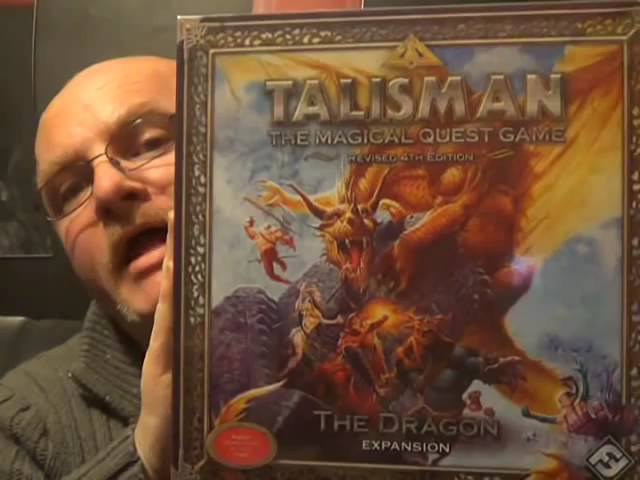 TALISMAN
THE MAGICAL QUEST GAME
REVISED 4TH EDITION
THE DRAGON
EXPANSION